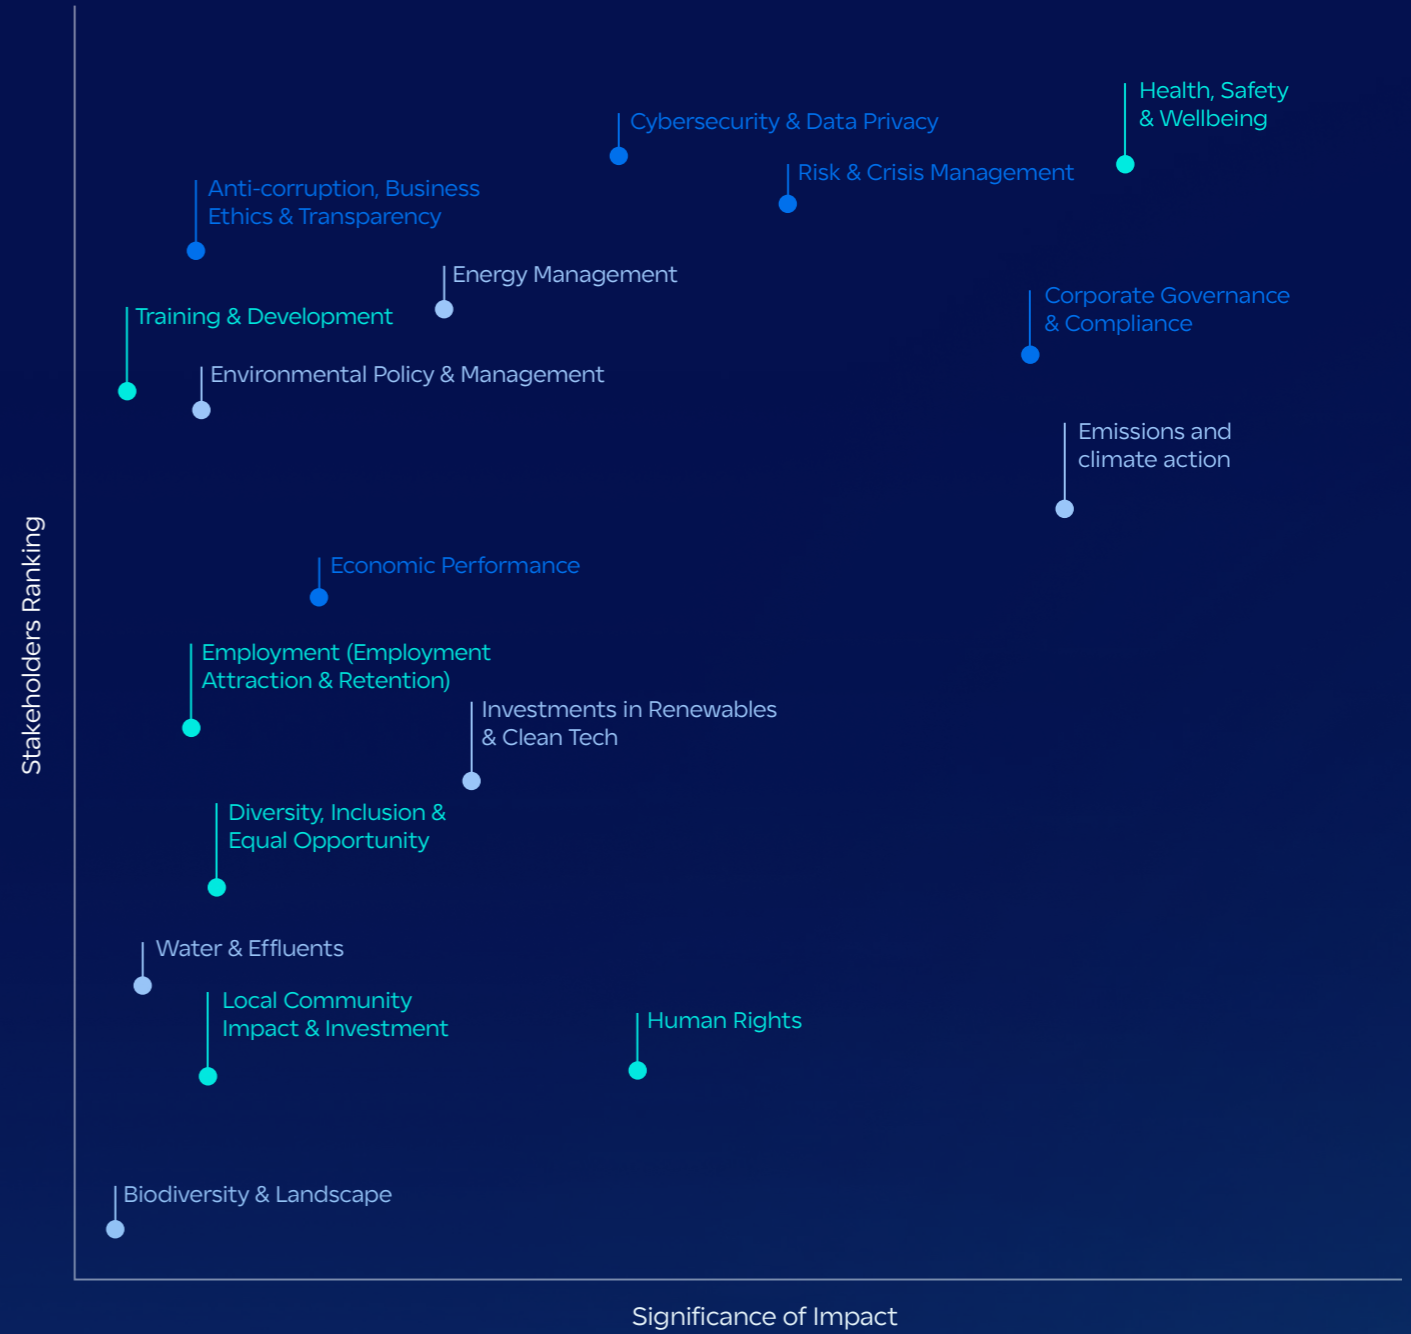 Health, Safety
& Wellbeing
Cybersecurity & Data Privacy
Risk & Crisis Management
Anti-corruption, Business
Ethics & Transparency
Energy Management
Corporate Governance
& Compliance
Training & Development
Environmental Policy & Management
Emissions and
climate action
Stakeholders Ranking
Economic Performance
Employment (Employment
Attraction & Retention)
Investments in Renewables
& Clean Tech
Diversity, Inclusion &
Equal Opportunity
Water & Effluents
Local Community
Impact & Investment
Human Rights
Biodiversity & Landscape
Significance of Impact